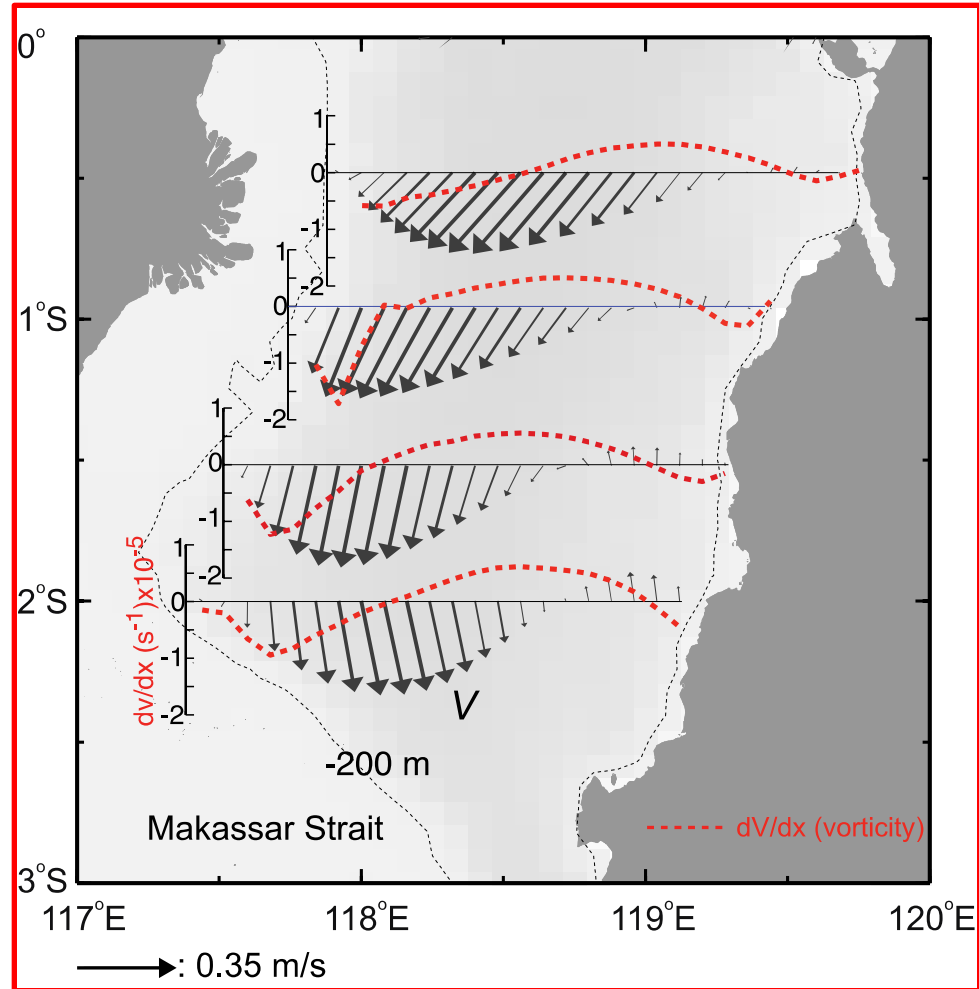 0°
1
0
-1
-2
1
0
-1
-2
1°S
1
0
-1
-2
1
0
-1
-2
2°S
dv/dx (s⁻¹)x10⁻⁵
V
-200 m
Makassar Strait
dV/dx (vorticity)
3°S
117°E 118°E 119°E 120°E
: 0.35 m/s